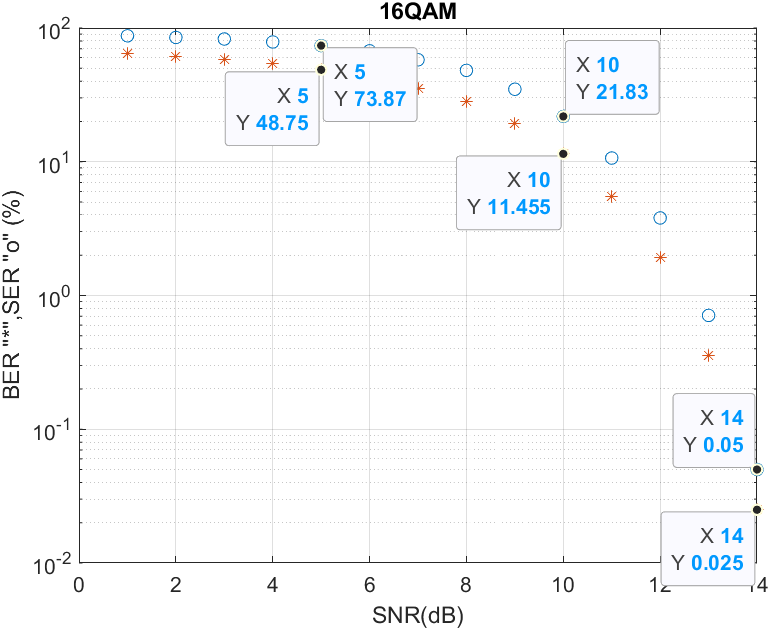 16QAM
10^2
10^1
10^0
10^-1
10^-2
BER "*",SER "o" (%)
X 5
Y 73.87
X 5
Y 48.75
X 10
Y 21.83
X 10
Y 11.455
X 14
Y 0.05
X 14
Y 0.025
0 2 4 6 8 10 12 14
SNR(dB)